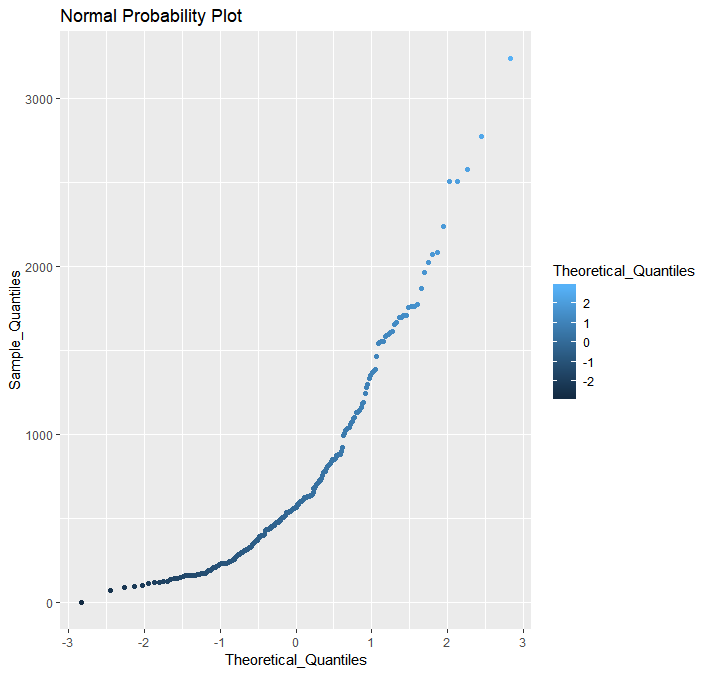 Normal Probability Plot
3000
2000
1000
0
Sample_Quantiles
-3 -2 -1 0 1 2 3
Theoretical_Quantiles
Theoretical_Quantiles
2
1
0
-1
-2